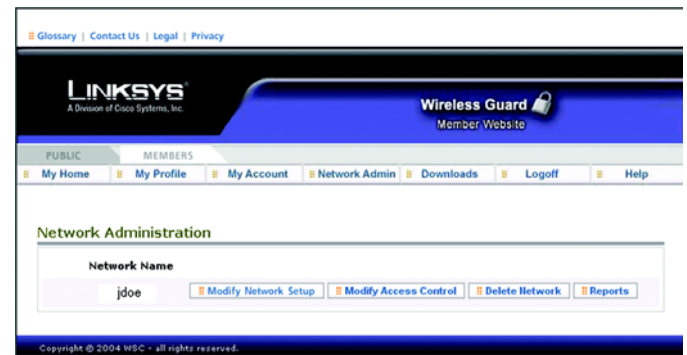 Glossary | Contact Us | Legal | Privacy
LINKSYS®
A Division of Cisco Systems, Inc.
Wireless Guard
Member Website
PUBLIC MEMBERS
My Home My Profile My Account Network Admin Downloads Logoff Help
Network Administration
Network Name
jdoe Modify Network Setup Modify Access Control Delete Network Reports
Copyright © 2004 WSC - all rights reserved.